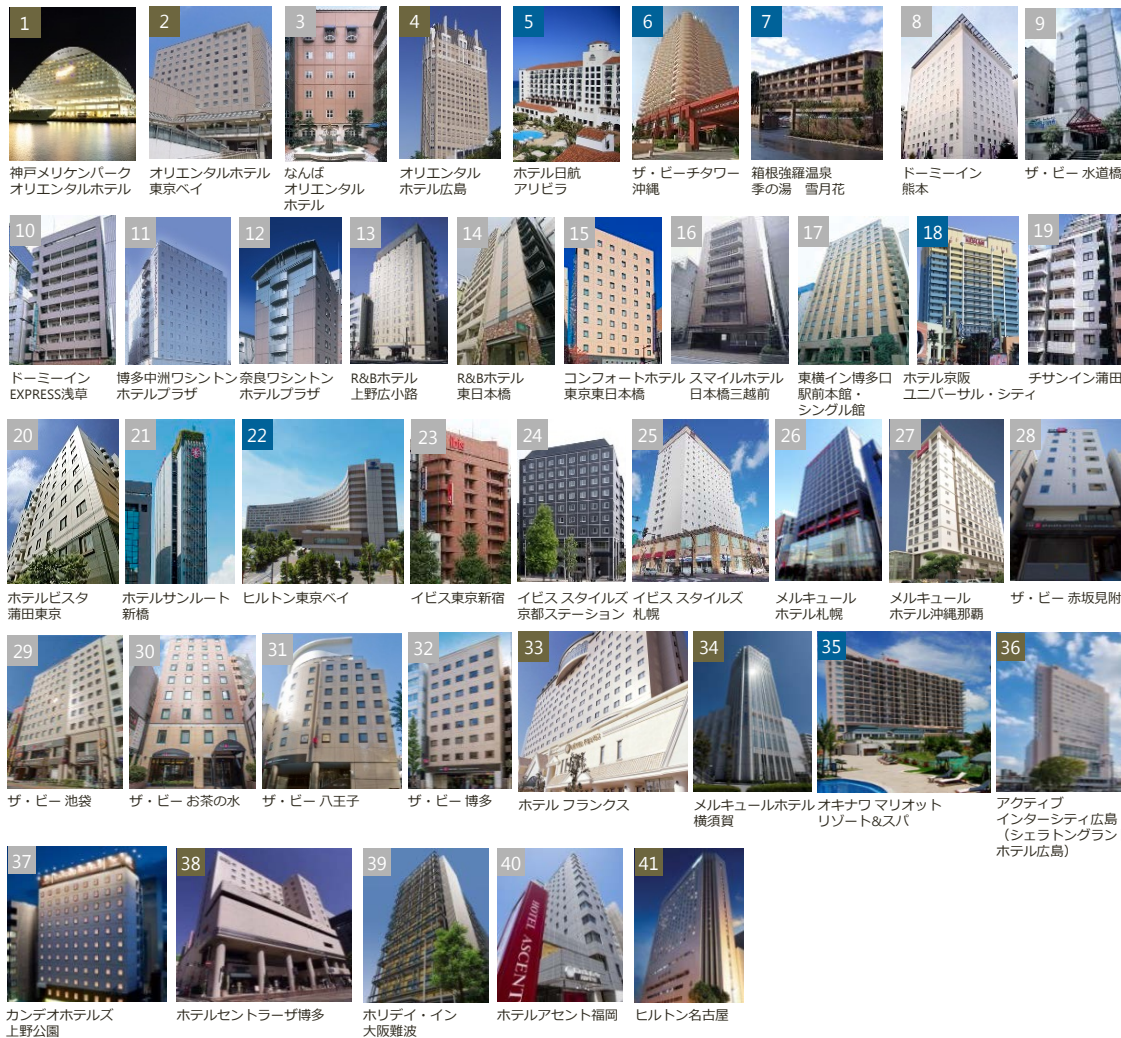 1
神戸メリケンパーク
オリエンタルホテル
2
オリエンタルホテル
東京ベイ
3
なんば
オリエンタル
ホテル
4
オリエンタル
ホテル広島
5
ホテル日航
アリビラ
6
ザ・ビーチタワー
沖縄
7
箱根強羅温泉
季の湯　雪月花
8
ドーミーイン
熊本
9
ザ・ビー 水道橋
10
ドーミーイン
EXPRESS浅草
11
博多中洲ワシントン
ホテルプラザ
12
奈良ワシントン
ホテルプラザ
13
R&Bホテル
上野広小路
14
R&Bホテル
東日本橋
15
コンフォートホテル
東京東日本橋
16
スマイルホテル
日本橋三越前
17
東横イン博多口
駅前本館・
シングル館
18
ホテル京阪
ユニバーサル・シティ
19
チサンイン蒲田
20
ホテルビスタ
蒲田東京
21
ホテルサンルート
新橋
22
ヒルトン東京ベイ
23
ibis
イビス東京新宿
24
イビス スタイルズ
京都ステーション
25
イビス スタイルズ
札幌
26
メルキュール
ホテル札幌
27
メルキュール
ホテル沖縄那覇
28
ザ・ビー 赤坂見附
29
ザ・ビー 池袋
30
ザ・ビー お茶の水
31
ザ・ビー 八王子
32
ザ・ビー 博多
33
ホテル フランクス
34
メルキュールホテル
横須賀
35
オキナワ マリオット
リゾート&スパ
36
アクティブ
インターシティ広島
（シェラトングラン
ホテル広島）
37
カンデオホテルズ
上野公園
38
ホテルセントラーザ博多
39
ホリデイ・イン
大阪難波
40
HOTEL ASCENT
ホテルアセント福岡
41
ヒルトン名古屋